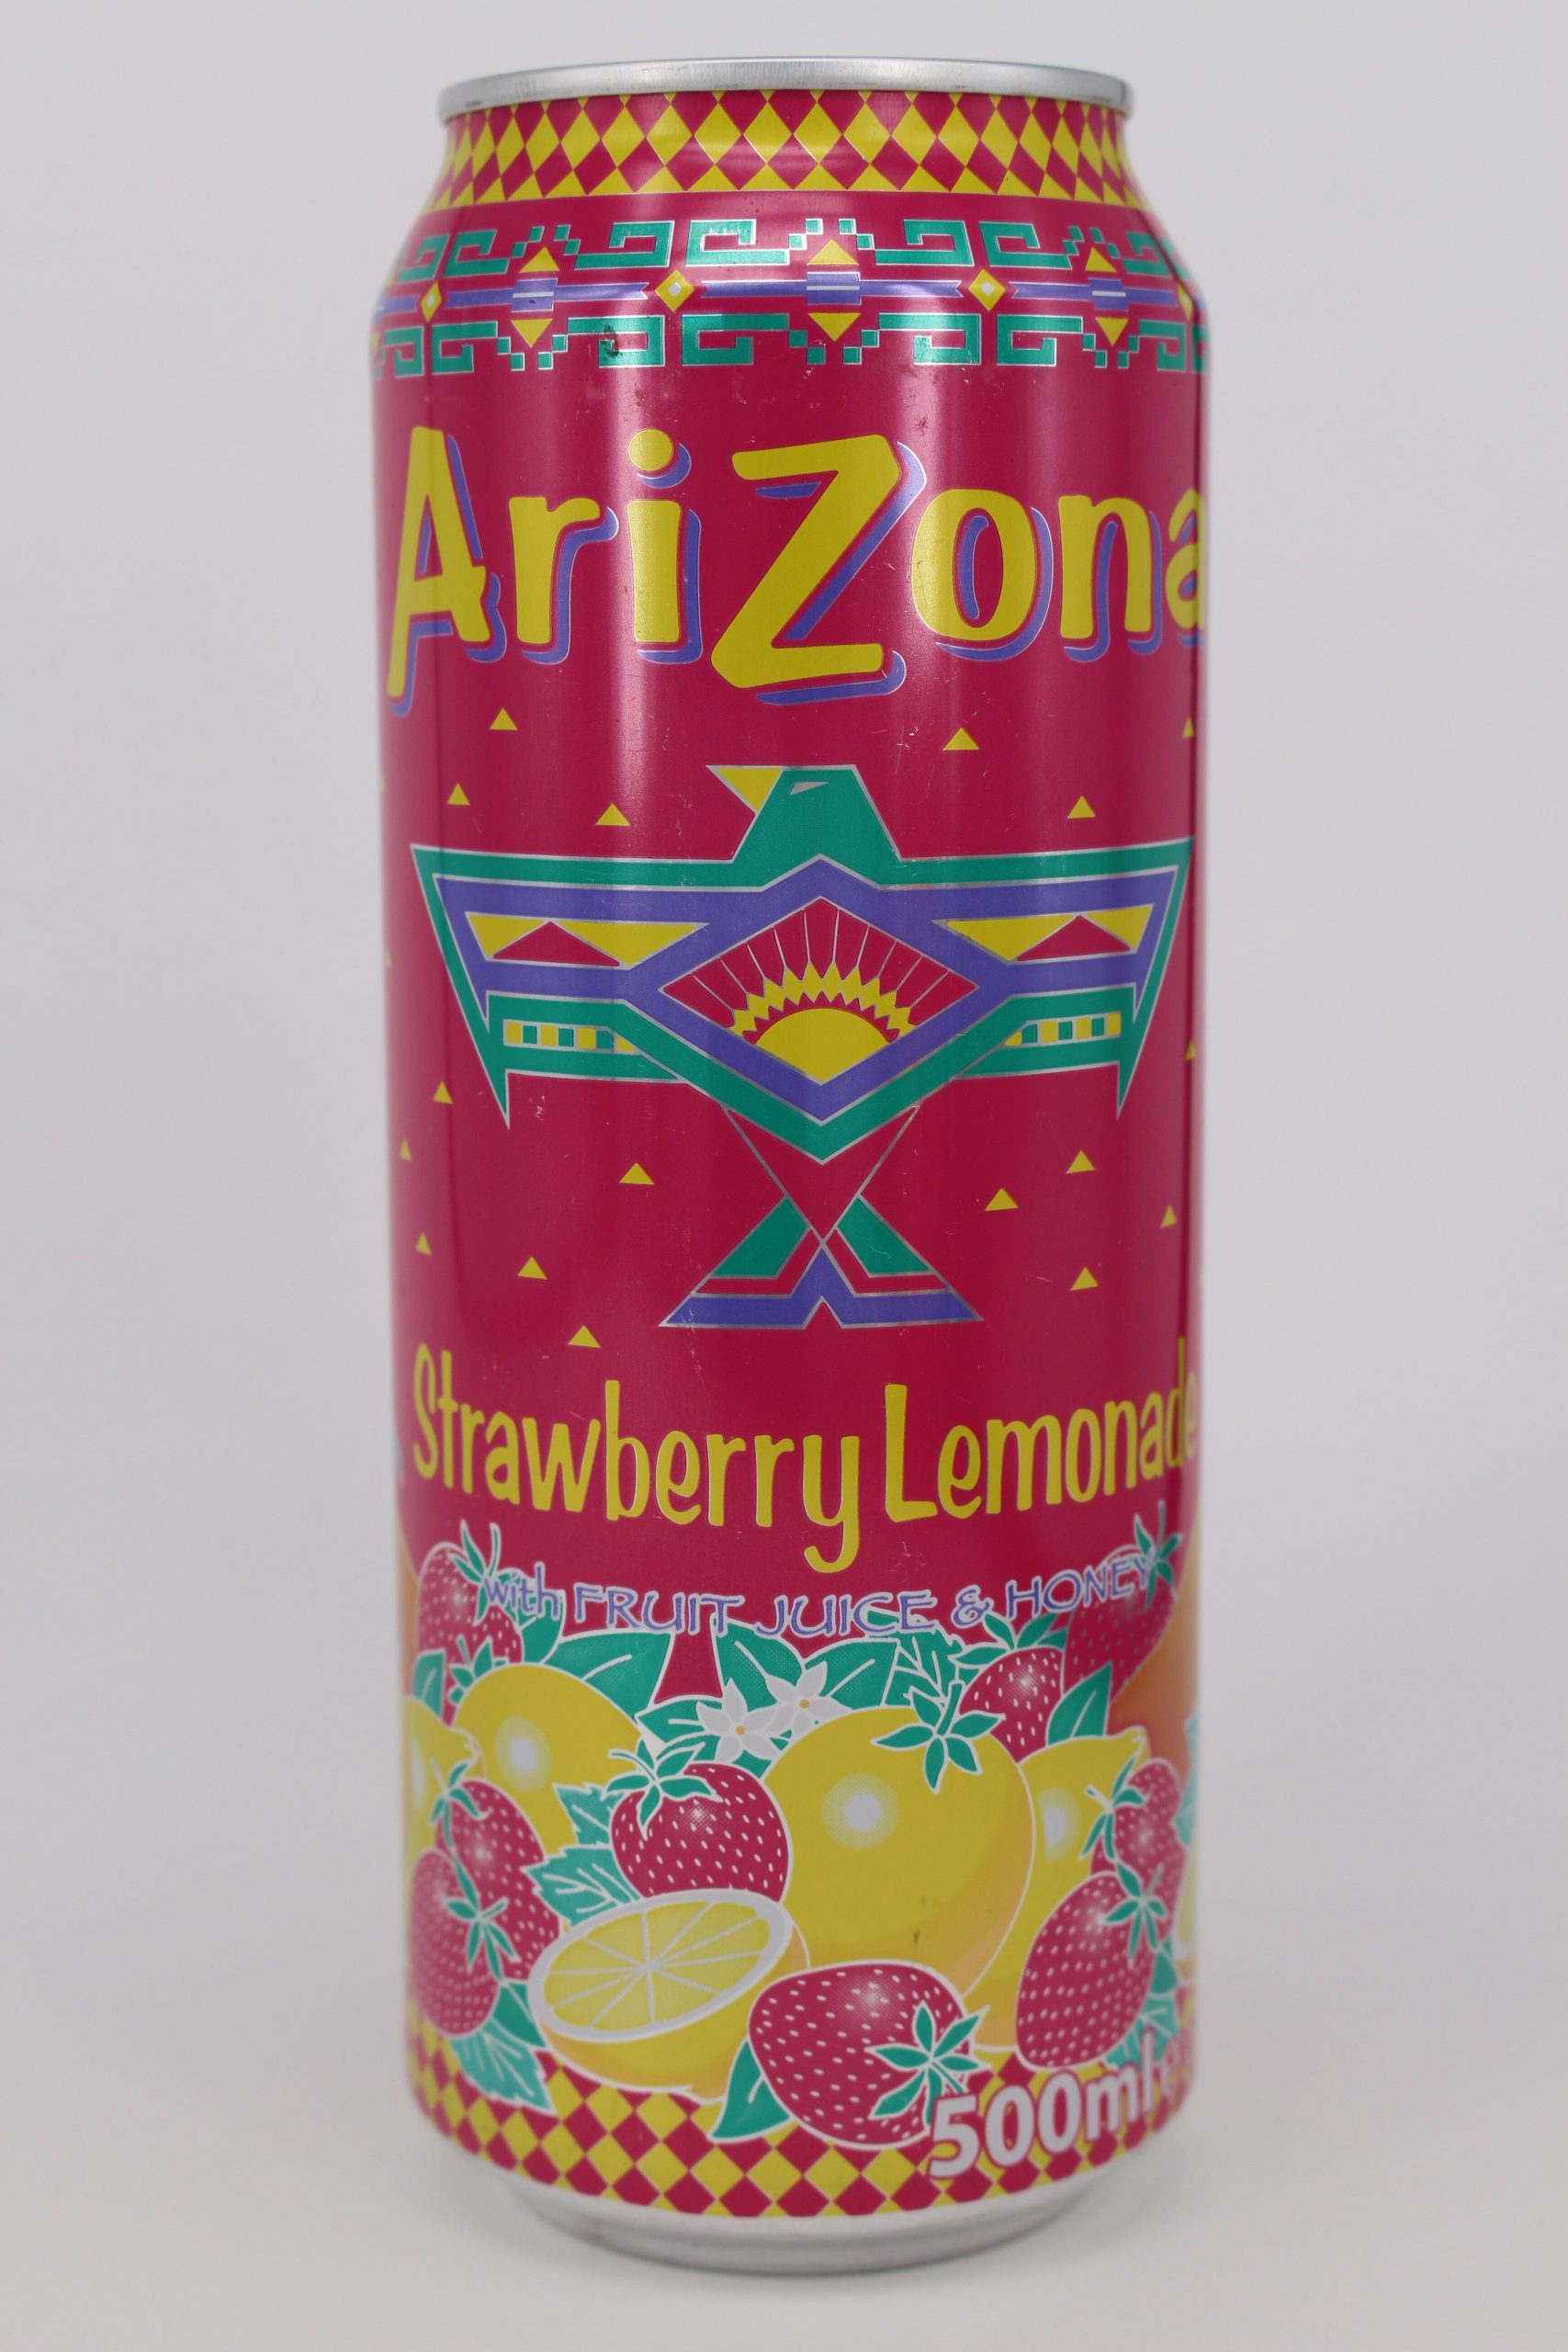 AriZona
Strawberry Lemonade
with FRUIT JUICE & HONEY
500ml